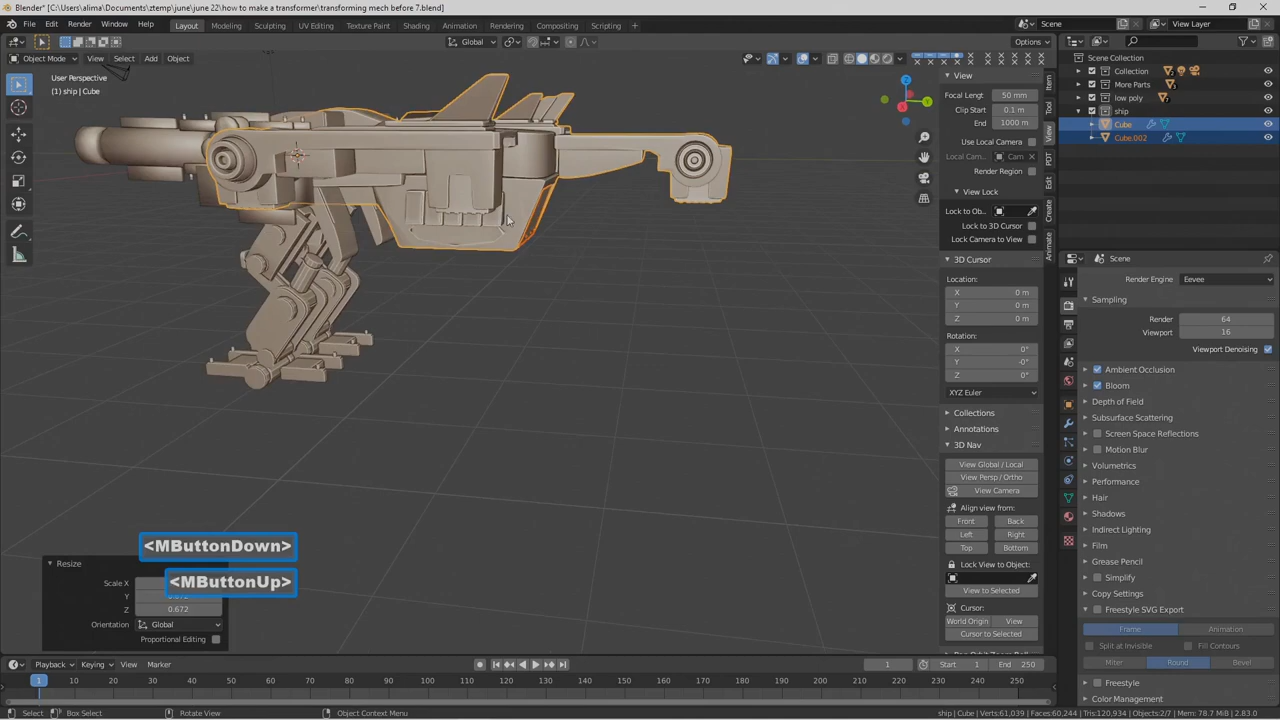 Blender* [C:\Users\alima\Documents\ztemp\june\june 22\how to make a transformer\transforming mech before 7.blend]
File Edit Render Window Help
Layout Modeling Sculpting UV Editing Texture Paint Shading Animation Rendering Compositing Scripting +
Scene
View Layer
Global
Options
Object Mode View Select Add Object
User Perspective
(1) ship | Cube
View
Focal Lenqt: 50 mm
Clip Start 0.1 m
End 1000 m
Use Local Camera
Local Cam... Cam
Render Region
View Lock
Lock to Ob...
Lock to 3D Cursor
Lock Camera to View
3D Cursor
Location:
X 0 m
Y 0 m
Z 0 m
Rotation:
X 0°
Y -0°
Z 0°
XYZ Euler
Collections
Annotations
3D Nav
View Global / Local
View Persp / Ortho
View Camera
Align view from:
Front Back
Left Right
Top Bottom
Lock View to Object:
View to Selected
Cursor:
World Origin View
Cursor to Selected
Item
Tool
View
PDT
Edit
Create
Animate
Scene Collection
Collection
More Parts
low poly
ship
Cube
Cube.002
Scene
Render Engine Eevee
Sampling
Render 64
Viewport 16
Viewport Denoising
Ambient Occlusion
Bloom
Depth of Field
Subsurface Scattering
Screen Space Reflections
Motion Blur
Volumetrics
Performance
Hair
Shadows
Indirect Lighting
Film
Grease Pencil
Simplify
Copy Settings
Freestyle SVG Export
Frame Animation
Split at Invisible Fill Contours
Miter Round Bevel
Freestyle
Color Management
<MButtonDown>
<MButtonUp>
Resize
Scale X
Y
Z 0.672
Orientation Global
Proportional Editing
Playback Keying View Marker
1 Start 1 End 250
1 10 20 30 40 50 60 70 80 90 100 110 120 130 140 150 160 170 180 190 200 210 220 230 240 250
Select Box Select Rotate View Object Context Menu
ship | Cube | Verts:61,039 | Faces:60,244 | Tris:120,934 | Objects:2/7 | Mem: 78.7 MiB | 2.83.0